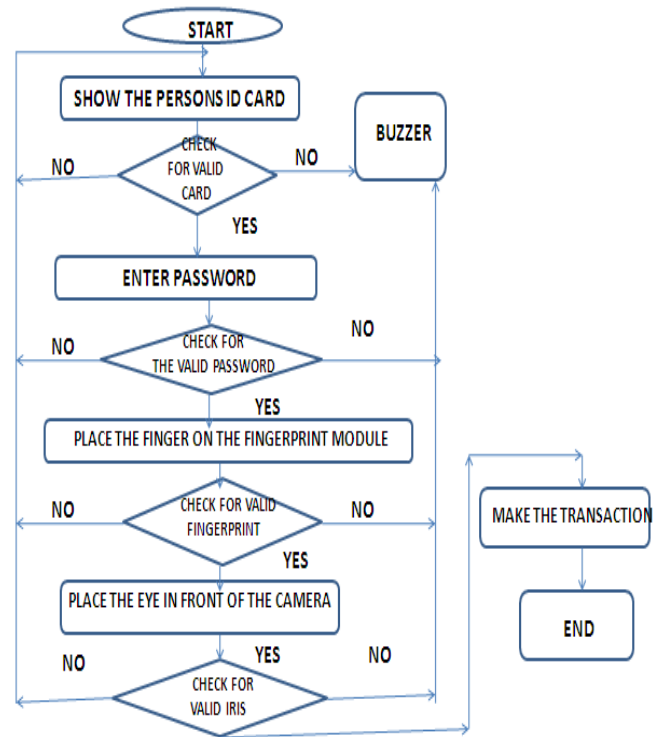 START
SHOW THE PERSONS ID CARD
BUZZER
CHECK
FOR VALID
CARD
NO
NO
YES
ENTER PASSWORD
CHECK FOR
THE VALID PASSWORD
NO
NO
YES
PLACE THE FINGER ON THE FINGERPRINT MODULE
CHECK FOR VALID
FINGERPRINT
NO
NO
YES
PLACE THE EYE IN FRONT OF THE CAMERA
YES
NO
NO
CHECK FOR
VALID IRIS
MAKE THE TRANSACTION
END